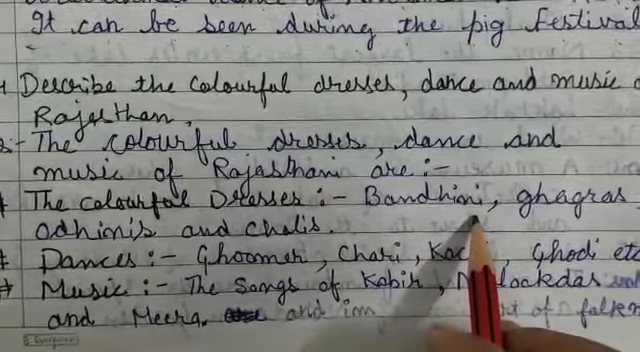 It can be seen during the pig festival
Describe the colourful dresses, dance and music
Rajasthan.
:- The colourful dresses, dance and
music of Rajasthani are :-
The colourful Dresses :- Bandhini, ghagras
odhinis and cholis.
Dances :- Ghoomer, Chari, Ghodi etc
Music :- The Songs of Kabir,
and Meera. and of